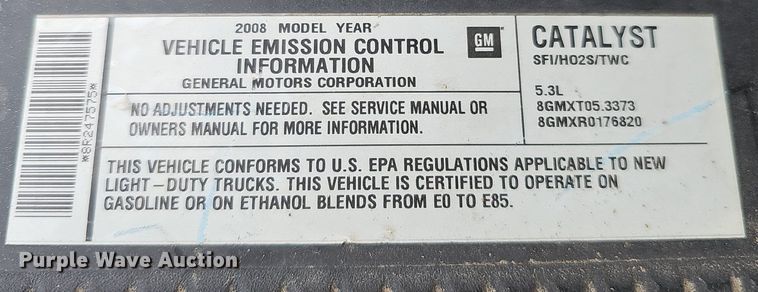 *8R247575*
2008 MODEL YEAR
VEHICLE EMISSION CONTROL
INFORMATION
GENERAL MOTORS CORPORATION
GM
NO ADJUSTMENTS NEEDED. SEE SERVICE MANUAL OR
OWNERS MANUAL FOR MORE INFORMATION.
CATALYST
SFI/HO2S/TWC
5.3L
8GMXT05.3373
8GMXR0176820
THIS VEHICLE CONFORMS TO U.S. EPA REGULATIONS APPLICABLE TO NEW
LIGHT-DUTY TRUCKS. THIS VEHICLE IS CERTIFIED TO OPERATE ON
GASOLINE OR ON ETHANOL BLENDS FROM E0 TO E85.
Purple Wave Auction